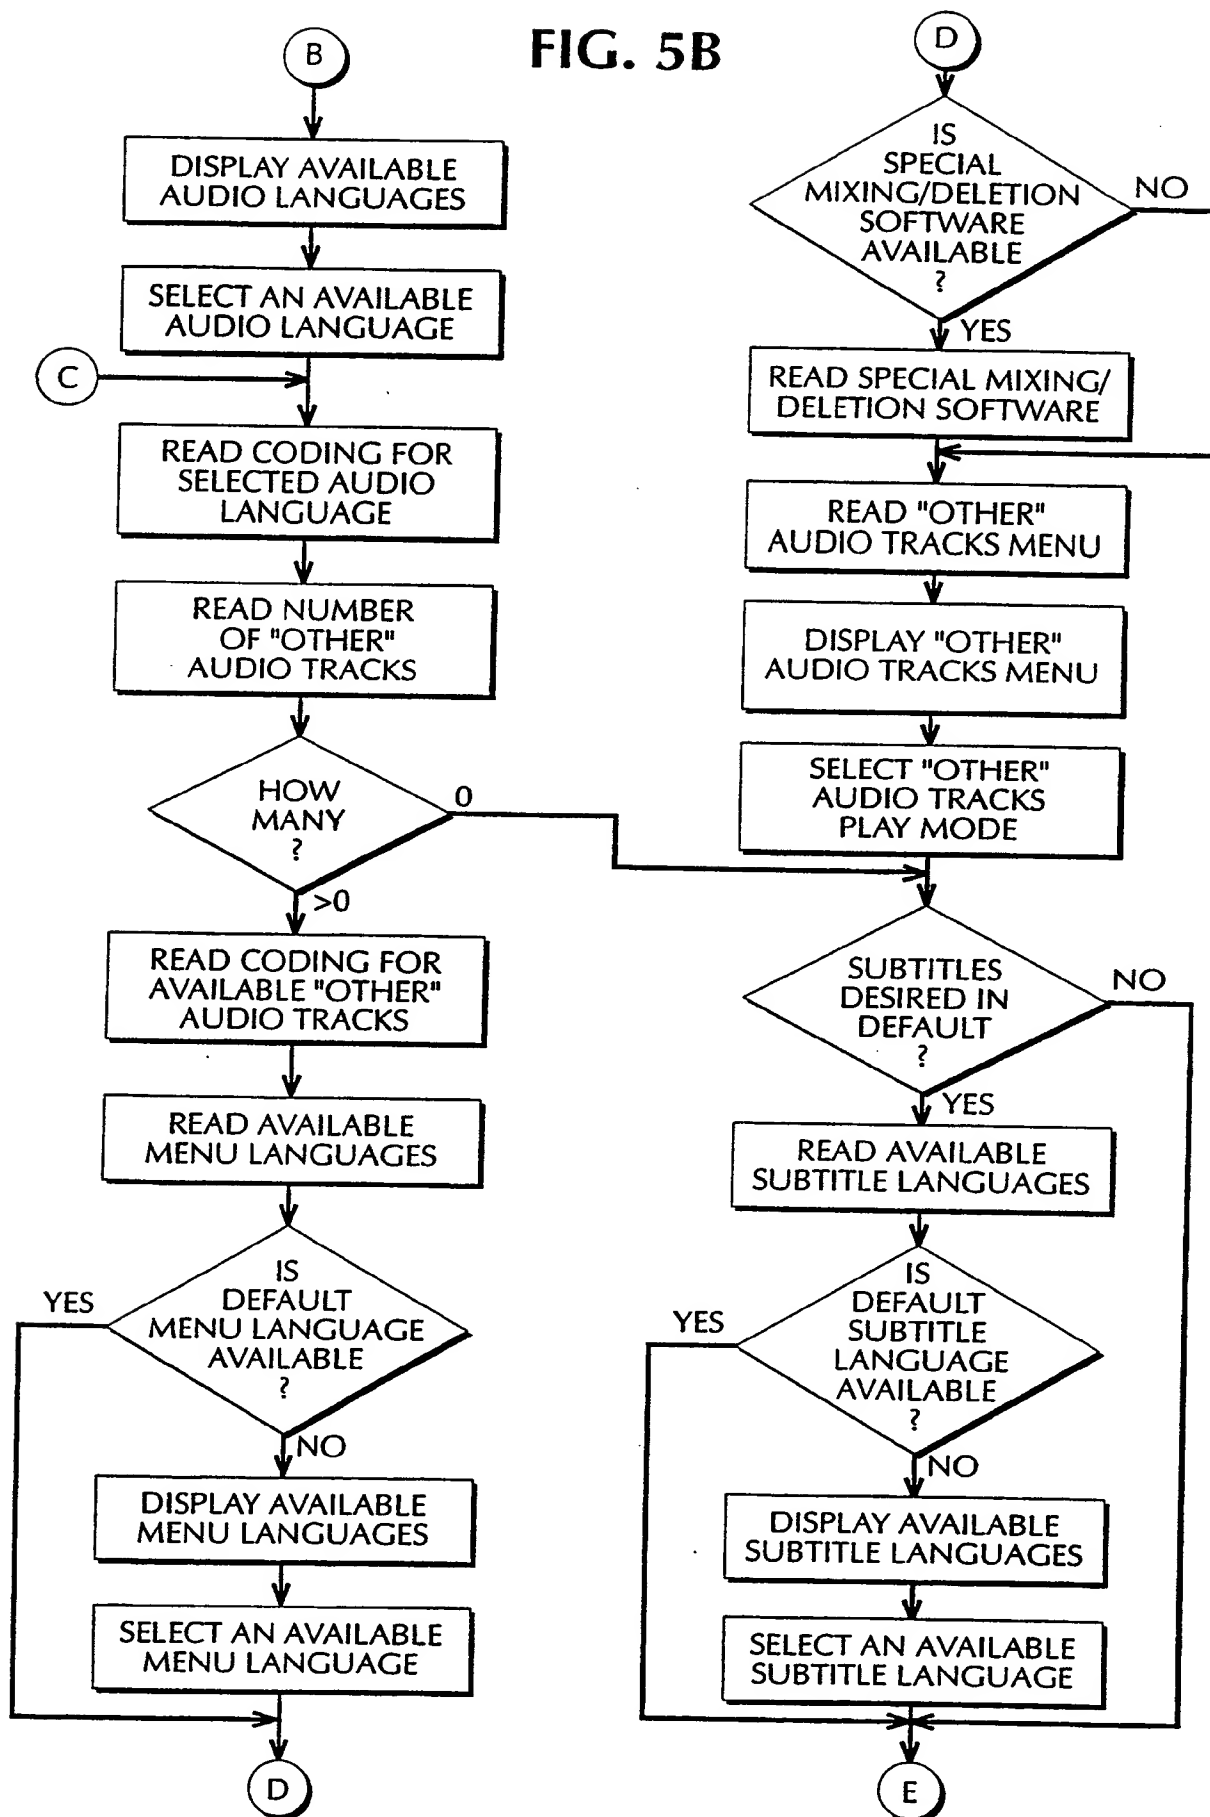 FIG. 5B
B
DISPLAY AVAILABLE
AUDIO LANGUAGES
SELECT AN AVAILABLE
AUDIO LANGUAGE
C
READ CODING FOR
SELECTED AUDIO
LANGUAGE
READ NUMBER
OF "OTHER"
AUDIO TRACKS
HOW
MANY
?
0
>0
READ CODING FOR
AVAILABLE "OTHER"
AUDIO TRACKS
READ AVAILABLE
MENU LANGUAGES
IS
DEFAULT
MENU LANGUAGE
AVAILABLE
?
YES
NO
DISPLAY AVAILABLE
MENU LANGUAGES
SELECT AN AVAILABLE
MENU LANGUAGE
D
D
IS
SPECIAL
MIXING/DELETION
SOFTWARE
AVAILABLE
?
NO
YES
READ SPECIAL MIXING/
DELETION SOFTWARE
READ "OTHER"
AUDIO TRACKS MENU
DISPLAY "OTHER"
AUDIO TRACKS MENU
SELECT "OTHER"
AUDIO TRACKS
PLAY MODE
SUBTITLES
DESIRED IN
DEFAULT
?
NO
YES
READ AVAILABLE
SUBTITLE LANGUAGES
IS
DEFAULT
SUBTITLE
LANGUAGE
AVAILABLE
?
YES
NO
DISPLAY AVAILABLE
SUBTITLE LANGUAGES
SELECT AN AVAILABLE
SUBTITLE LANGUAGE
E